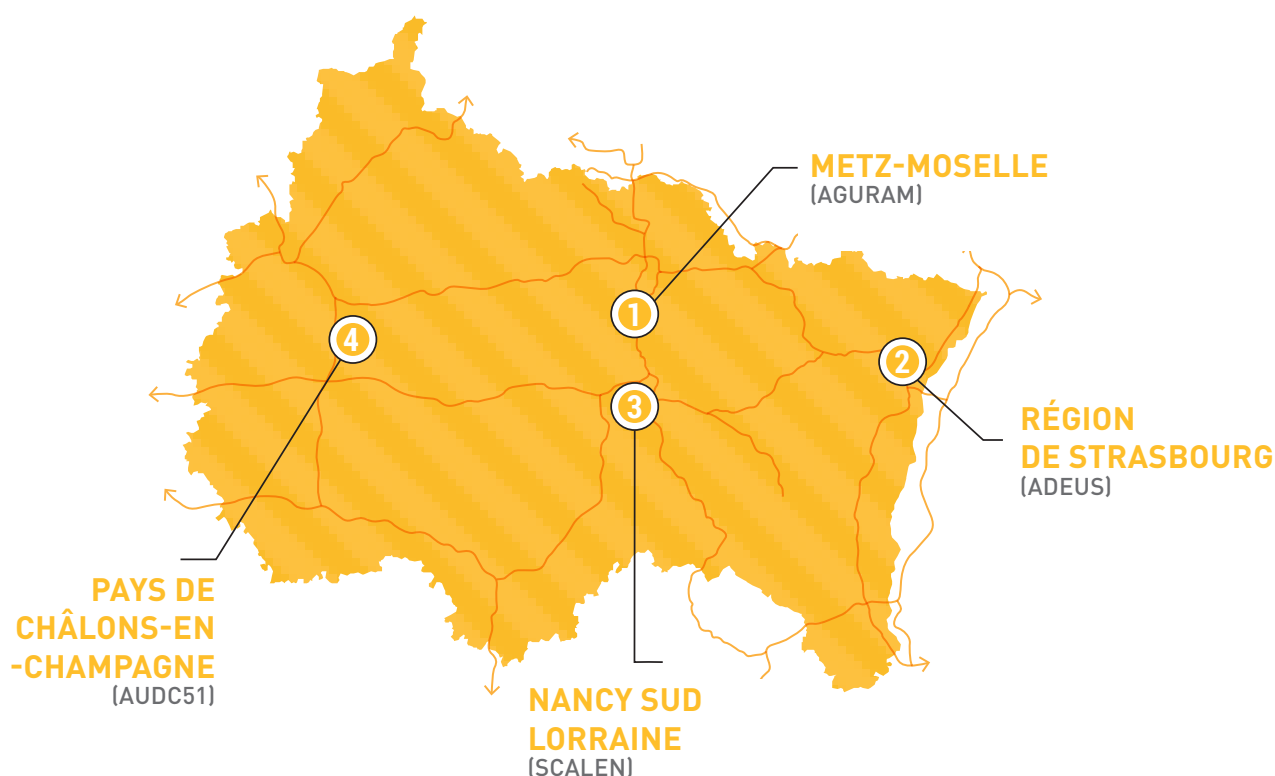 METZ-MOSELLE
(AGURAM)
1
4
2
3
RÉGION
DE STRASBOURG
(ADEUS)
PAYS DE
CHÂLONS-EN
-CHAMPAGNE
(AUDC51)
NANCY SUD
LORRAINE
(SCALEN)